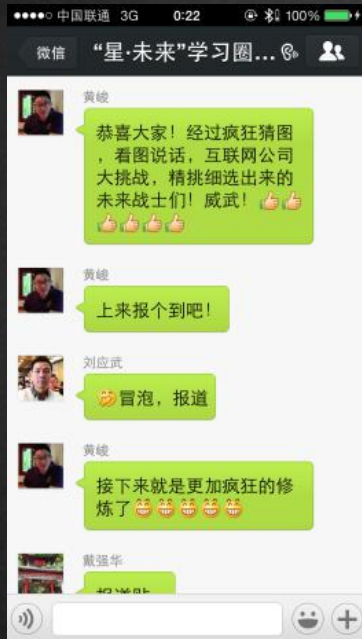 中国联通 3G 0:22 100%
微信 “星·未来”学习圈...
黄峻
恭喜大家！经过疯狂猜图
，看图说话，互联网公司
大挑战，精挑细选出来的
未来战士们！威武！
黄峻
上来报个到吧！
刘应武
冒泡，报道
黄峻
接下来就是更加疯狂的修
炼了
戴强华